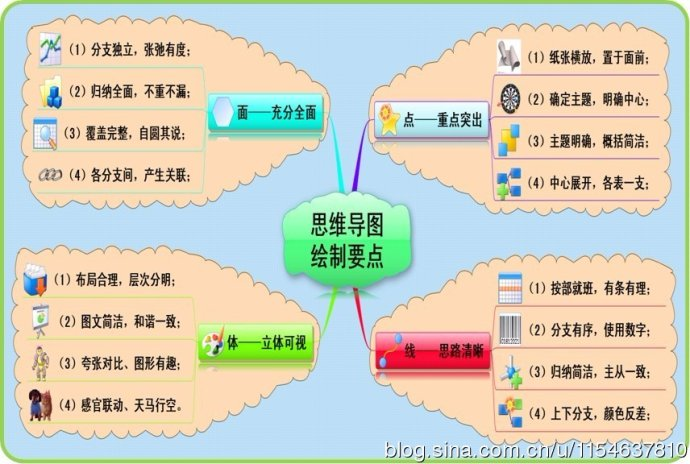 思维导图
绘制要点
点——重点突出
(1) 纸张横放，置于面前；
(2) 确定主题，明确中心；
(3) 主题明确，概括简洁；
(4) 中心展开，各表一支；
线——思路清晰
(1) 按部就班，有条有理；
(2) 分支有序，使用数字；
(3) 归纳简洁，主从一致；
(4) 上下分支，颜色反差；
面——充分全面
(1) 分支独立，张弛有度；
(2) 归纳全面，不重不漏；
(3) 覆盖完整，自圆其说；
(4) 各分支间，产生关联；
体——立体可视
(1) 布局合理，层次分明；
(2) 图文简洁，和谐一致；
(3) 夸张对比、图形有趣；
(4) 感官联动、天马行空。
blog.sina.com.cn/u/1154637810